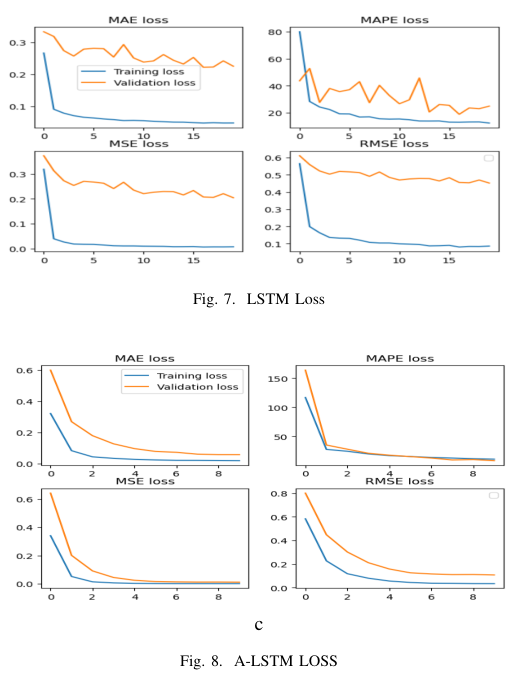 MAE loss MAPE loss
0.3
0.2
0.1
Training loss
Validation loss
0 5 10 15
80
60
40
20
0 5 10 15
MSE loss RMSE loss
0.3
0.2
0.1
0.0
0 5 10 15
0.6
0.5
0.4
0.3
0.2
0.1
0 5 10 15
Fig. 7. LSTM Loss
MAE loss MAPE loss
0.6
0.4
0.2
0.0
Training loss
Validation loss
0 2 4 6 8
150
100
50
0 2 4 6 8
MSE loss RMSE loss
0.6
0.4
0.2
0.0
0 2 4 6 8
0.8
0.6
0.4
0.2
0.0
0 2 4 6 8
c
Fig. 8. A-LSTM LOSS